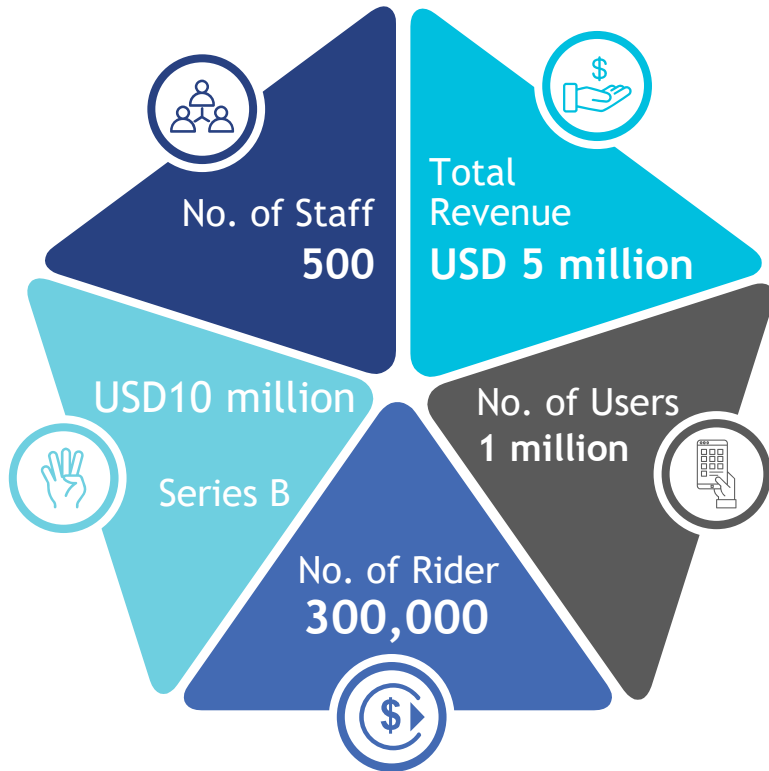 No. of Staff
500
Total
Revenue
USD 5 million
USD10 million
Series B
No. of Users
1 million
No. of Rider
300,000
$
$